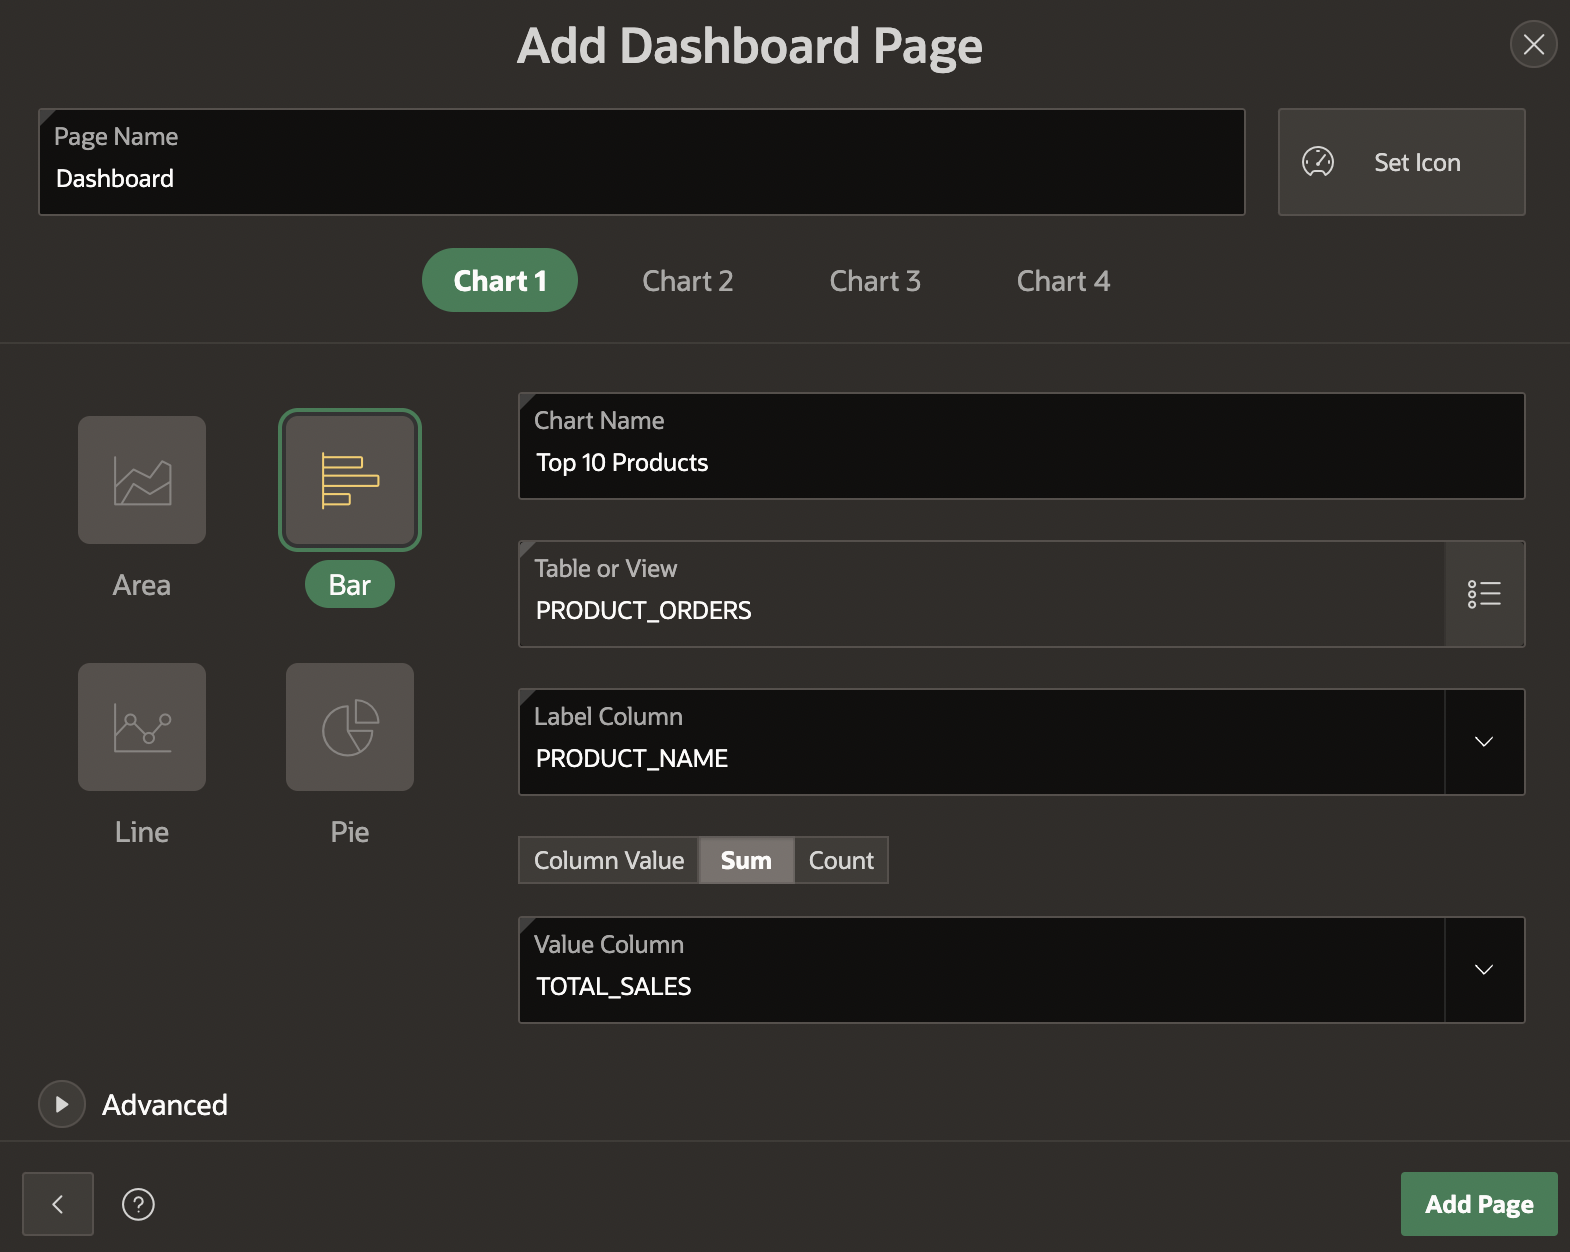 Add Dashboard Page
Page Name
Dashboard
Set Icon
Chart 1 Chart 2 Chart 3 Chart 4
Area
Bar
Line
Pie
Chart Name
Top 10 Products
Table or View
PRODUCT_ORDERS
Label Column
PRODUCT_NAME
Column Value Sum Count
Value Column
TOTAL_SALES
Advanced
?
Add Page